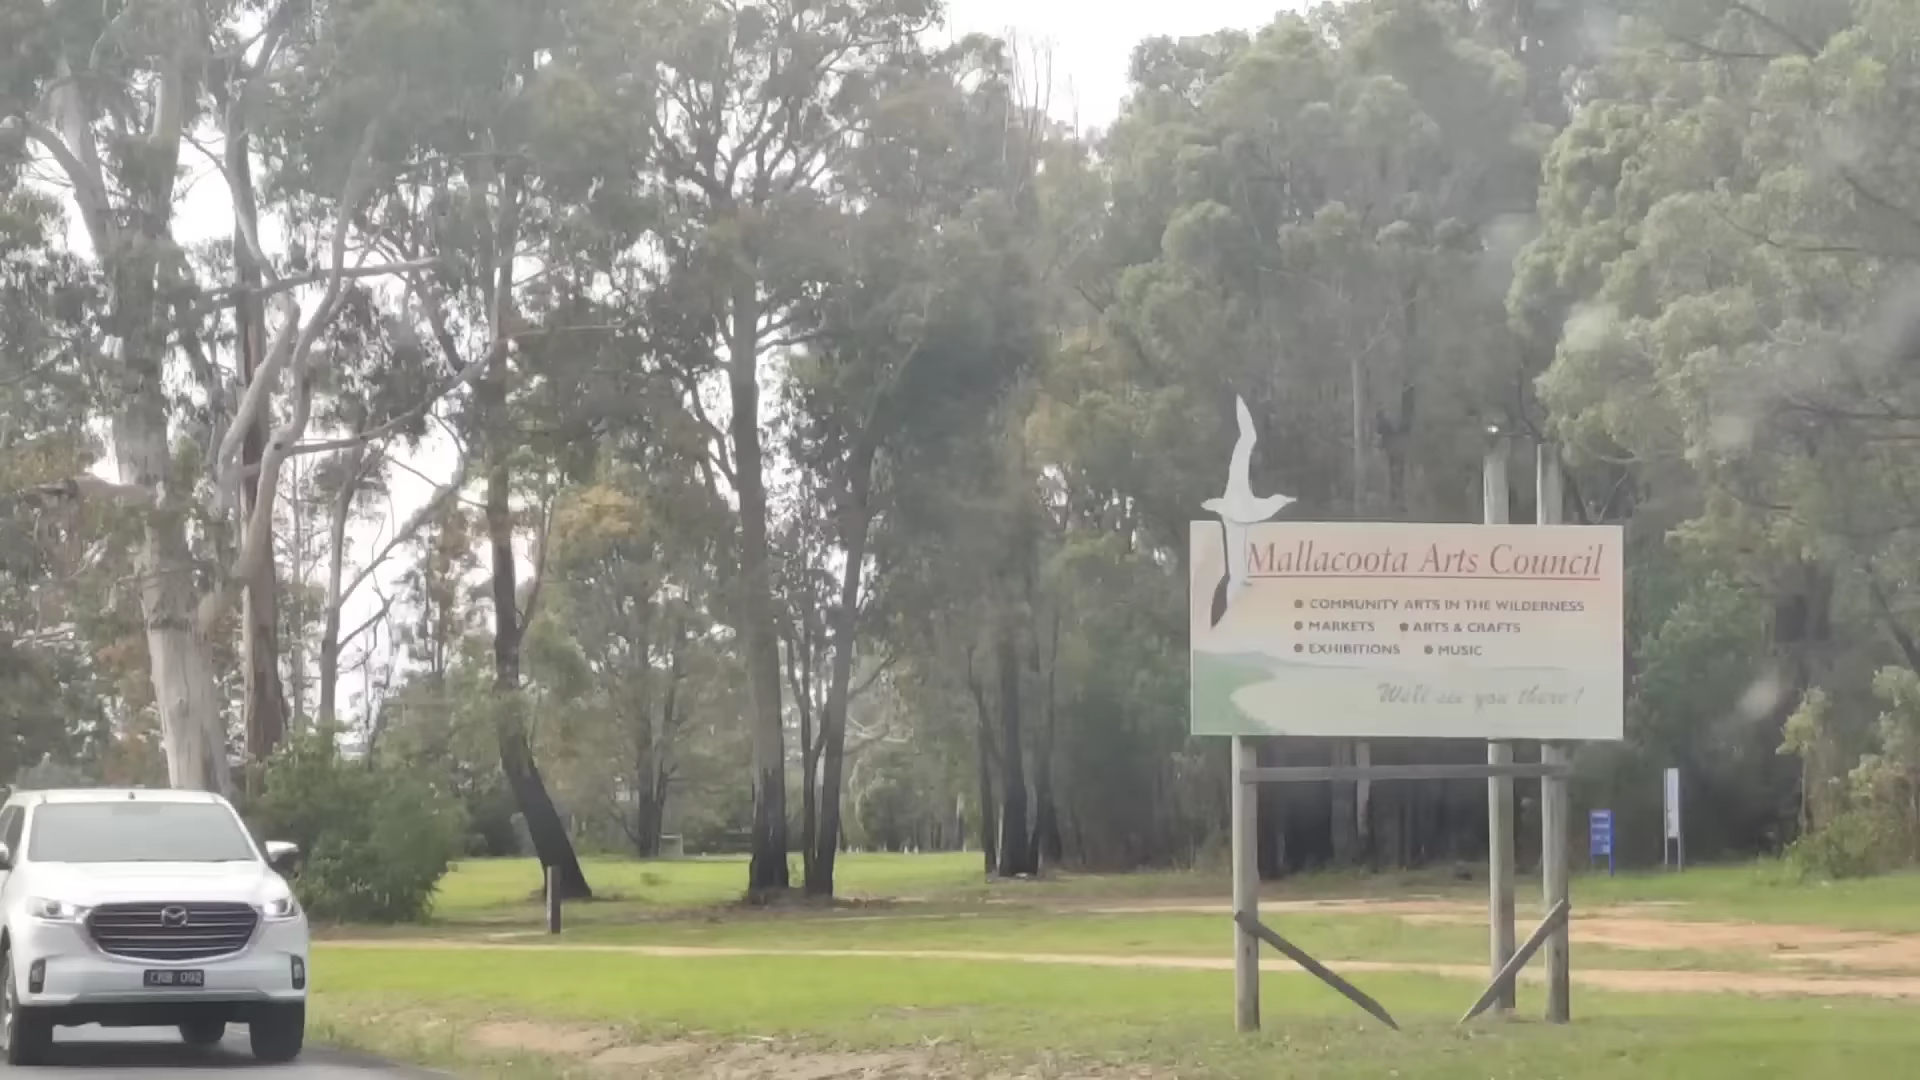 Mallacoota Arts Council
● COMMUNITY ARTS IN THE WILDERNESS
● MARKETS ● ARTS & CRAFTS
● EXHIBITIONS ● MUSIC
We'll see you there!